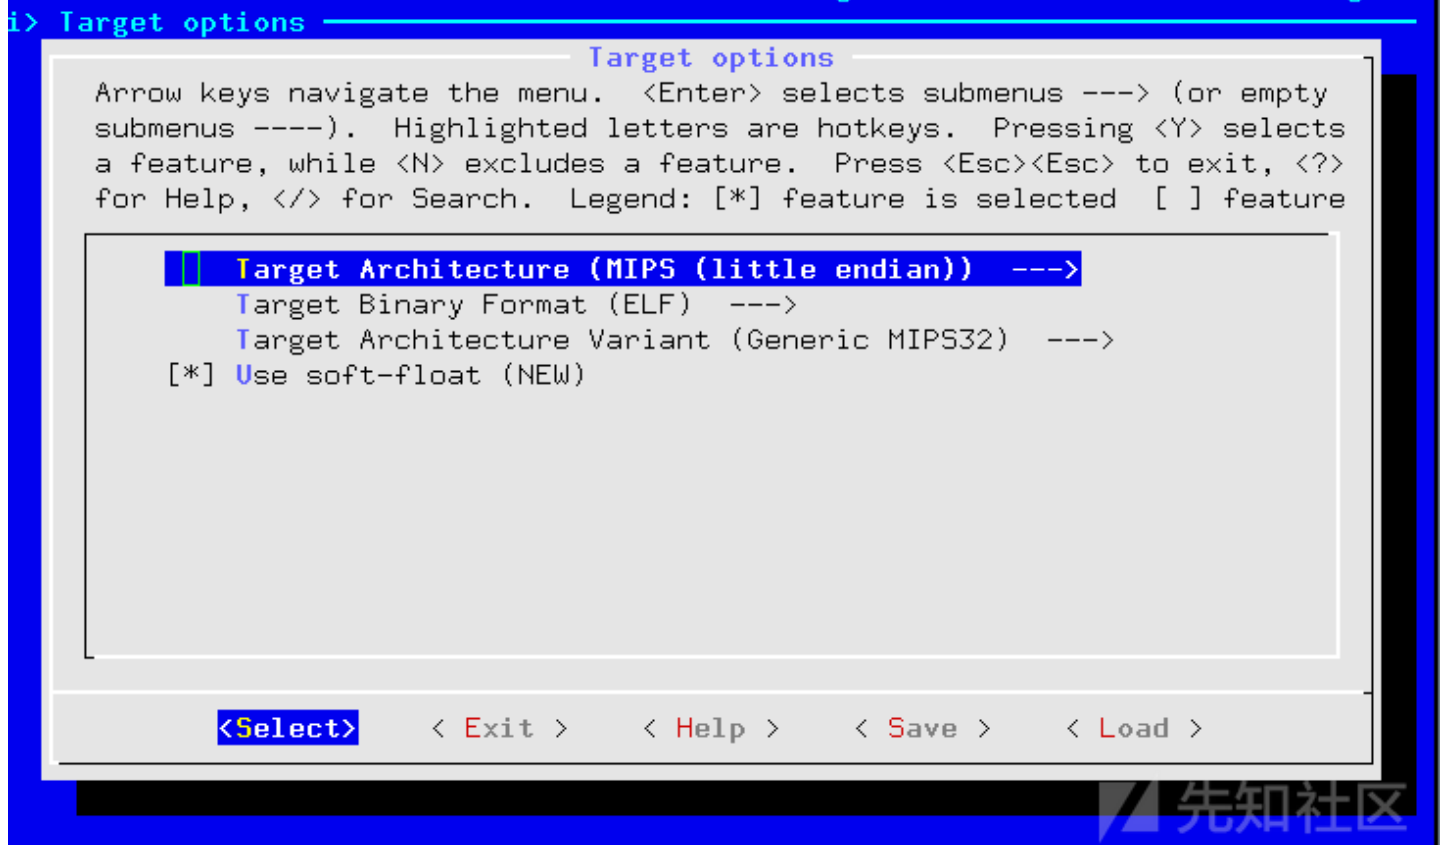 i> Target options
Target options
Arrow keys navigate the menu.  <Enter> selects submenus ---> (or empty
submenus ----).  Highlighted letters are hotkeys.  Pressing <Y> selects
a feature, while <N> excludes a feature.  Press <Esc><Esc> to exit, <?>
for Help, </> for Search.  Legend: [*] feature is selected  [ ] feature
Target Architecture (MIPS (little endian))  --->
Target Binary Format (ELF)  --->
Target Architecture Variant (Generic MIPS32)  --->
[*] Use soft-float (NEW)
<Select>    < Exit >    < Help >    < Save >    < Load >
先知社区